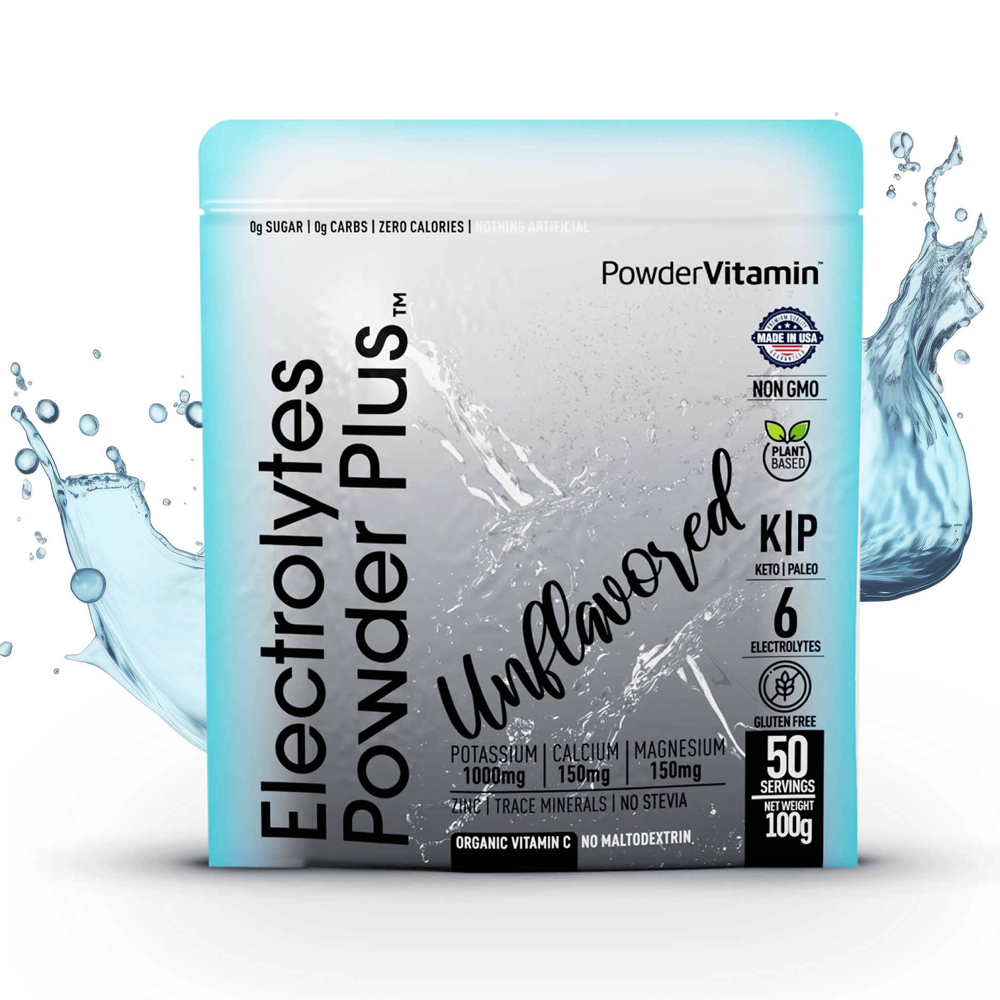 0g SUGAR | 0g CARBS | ZERO CALORIES | NOTHING ARTIFICIAL
PowderVitamin™
Electrolytes
Powder Plus™
Unflavored
PREMIUM QUALITY
MADE IN USA
GUARANTEED
NON GMO
PLANT
BASED
K|P
KETO | PALEO
6
ELECTROLYTES
GLUTEN FREE
POTASSIUM | CALCIUM | MAGNESIUM
1000mg | 150mg | 150mg
ZINC | TRACE MINERALS | NO STEVIA
ORGANIC VITAMIN C NO MALTODEXTRIN.
50
SERVINGS
NET WEIGHT
100g